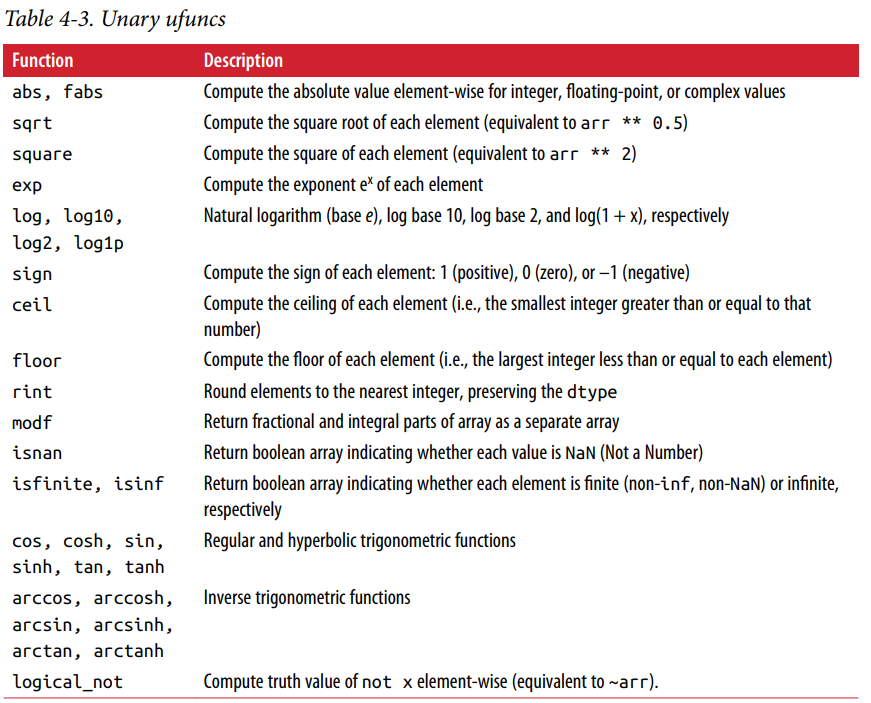 Table 4-3. Unary ufuncs
Function Description
abs, fabs Compute the absolute value element-wise for integer, floating-point, or complex values
sqrt Compute the square root of each element (equivalent to arr ** 0.5)
square Compute the square of each element (equivalent to arr ** 2)
exp Compute the exponent eˣ of each element
log, log10, Natural logarithm (base e), log base 10, log base 2, and log(1 + x), respectively
log2, log1p
sign Compute the sign of each element: 1 (positive), 0 (zero), or –1 (negative)
ceil Compute the ceiling of each element (i.e., the smallest integer greater than or equal to that
number)
floor Compute the floor of each element (i.e., the largest integer less than or equal to each element)
rint Round elements to the nearest integer, preserving the dtype
modf Return fractional and integral parts of array as a separate array
isnan Return boolean array indicating whether each value is NaN (Not a Number)
isfinite, isinf Return boolean array indicating whether each element is finite (non-inf, non-NaN) or infinite,
respectively
cos, cosh, sin, Regular and hyperbolic trigonometric functions
sinh, tan, tanh
arccos, arccosh, Inverse trigonometric functions
arcsin, arcsinh,
arctan, arctanh
logical_not Compute truth value of not x element-wise (equivalent to ~arr).